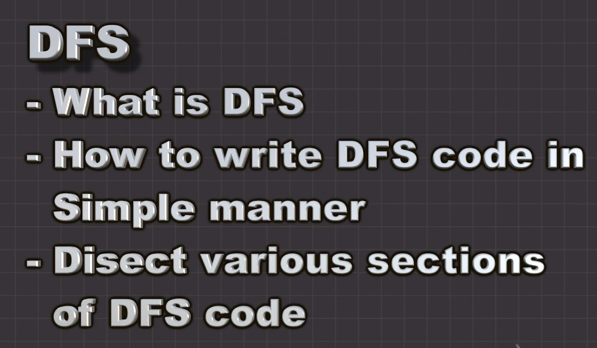 DFS
- What is DFS
- How to write DFS code in
Simple manner
- Disect various sections
of DFS code